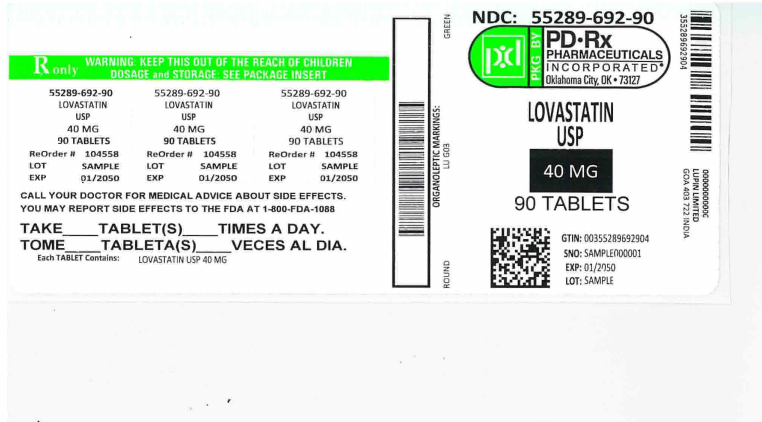 R only
WARNING: KEEP THIS OUT OF THE REACH OF CHILDREN
DOSAGE and STORAGE: SEE PACKAGE INSERT
55289-692-90 55289-692-90 55289-692-90
LOVASTATIN LOVASTATIN LOVASTATIN
USP USP USP
40 MG 40 MG 40 MG
90 TABLETS 90 TABLETS 90 TABLETS
ReOrder # 104558 ReOrder # 104558 ReOrder # 104558
LOT SAMPLE LOT SAMPLE LOT SAMPLE
EXP 01/2050 EXP 01/2050 EXP 01/2050
CALL YOUR DOCTOR FOR MEDICAL ADVICE ABOUT SIDE EFFECTS.
YOU MAY REPORT SIDE EFFECTS TO THE FDA AT 1-800-FDA-1088
TAKE____TABLET(S)____TIMES A DAY.
TOME____TABLETA(S)____VECES AL DIA.
Each TABLET Contains: LOVASTATIN USP 40 MG
ORGANOLEPTIC MARKINGS:
ROUND LU G03 GREEN
NDC: 55289-692-90
pd
PKG BY
PD·Rx
PHARMACEUTICALS
INCORPORATED®
Oklahoma City, OK • 73127
LOVASTATIN
USP
40 MG
90 TABLETS
GTIN: 00355289692904
SNO: SAMPLE00001
EXP: 01/2050
LOT: SAMPLE
355289692904
LUPIN LIMITED
GOA 403 722 INDIA